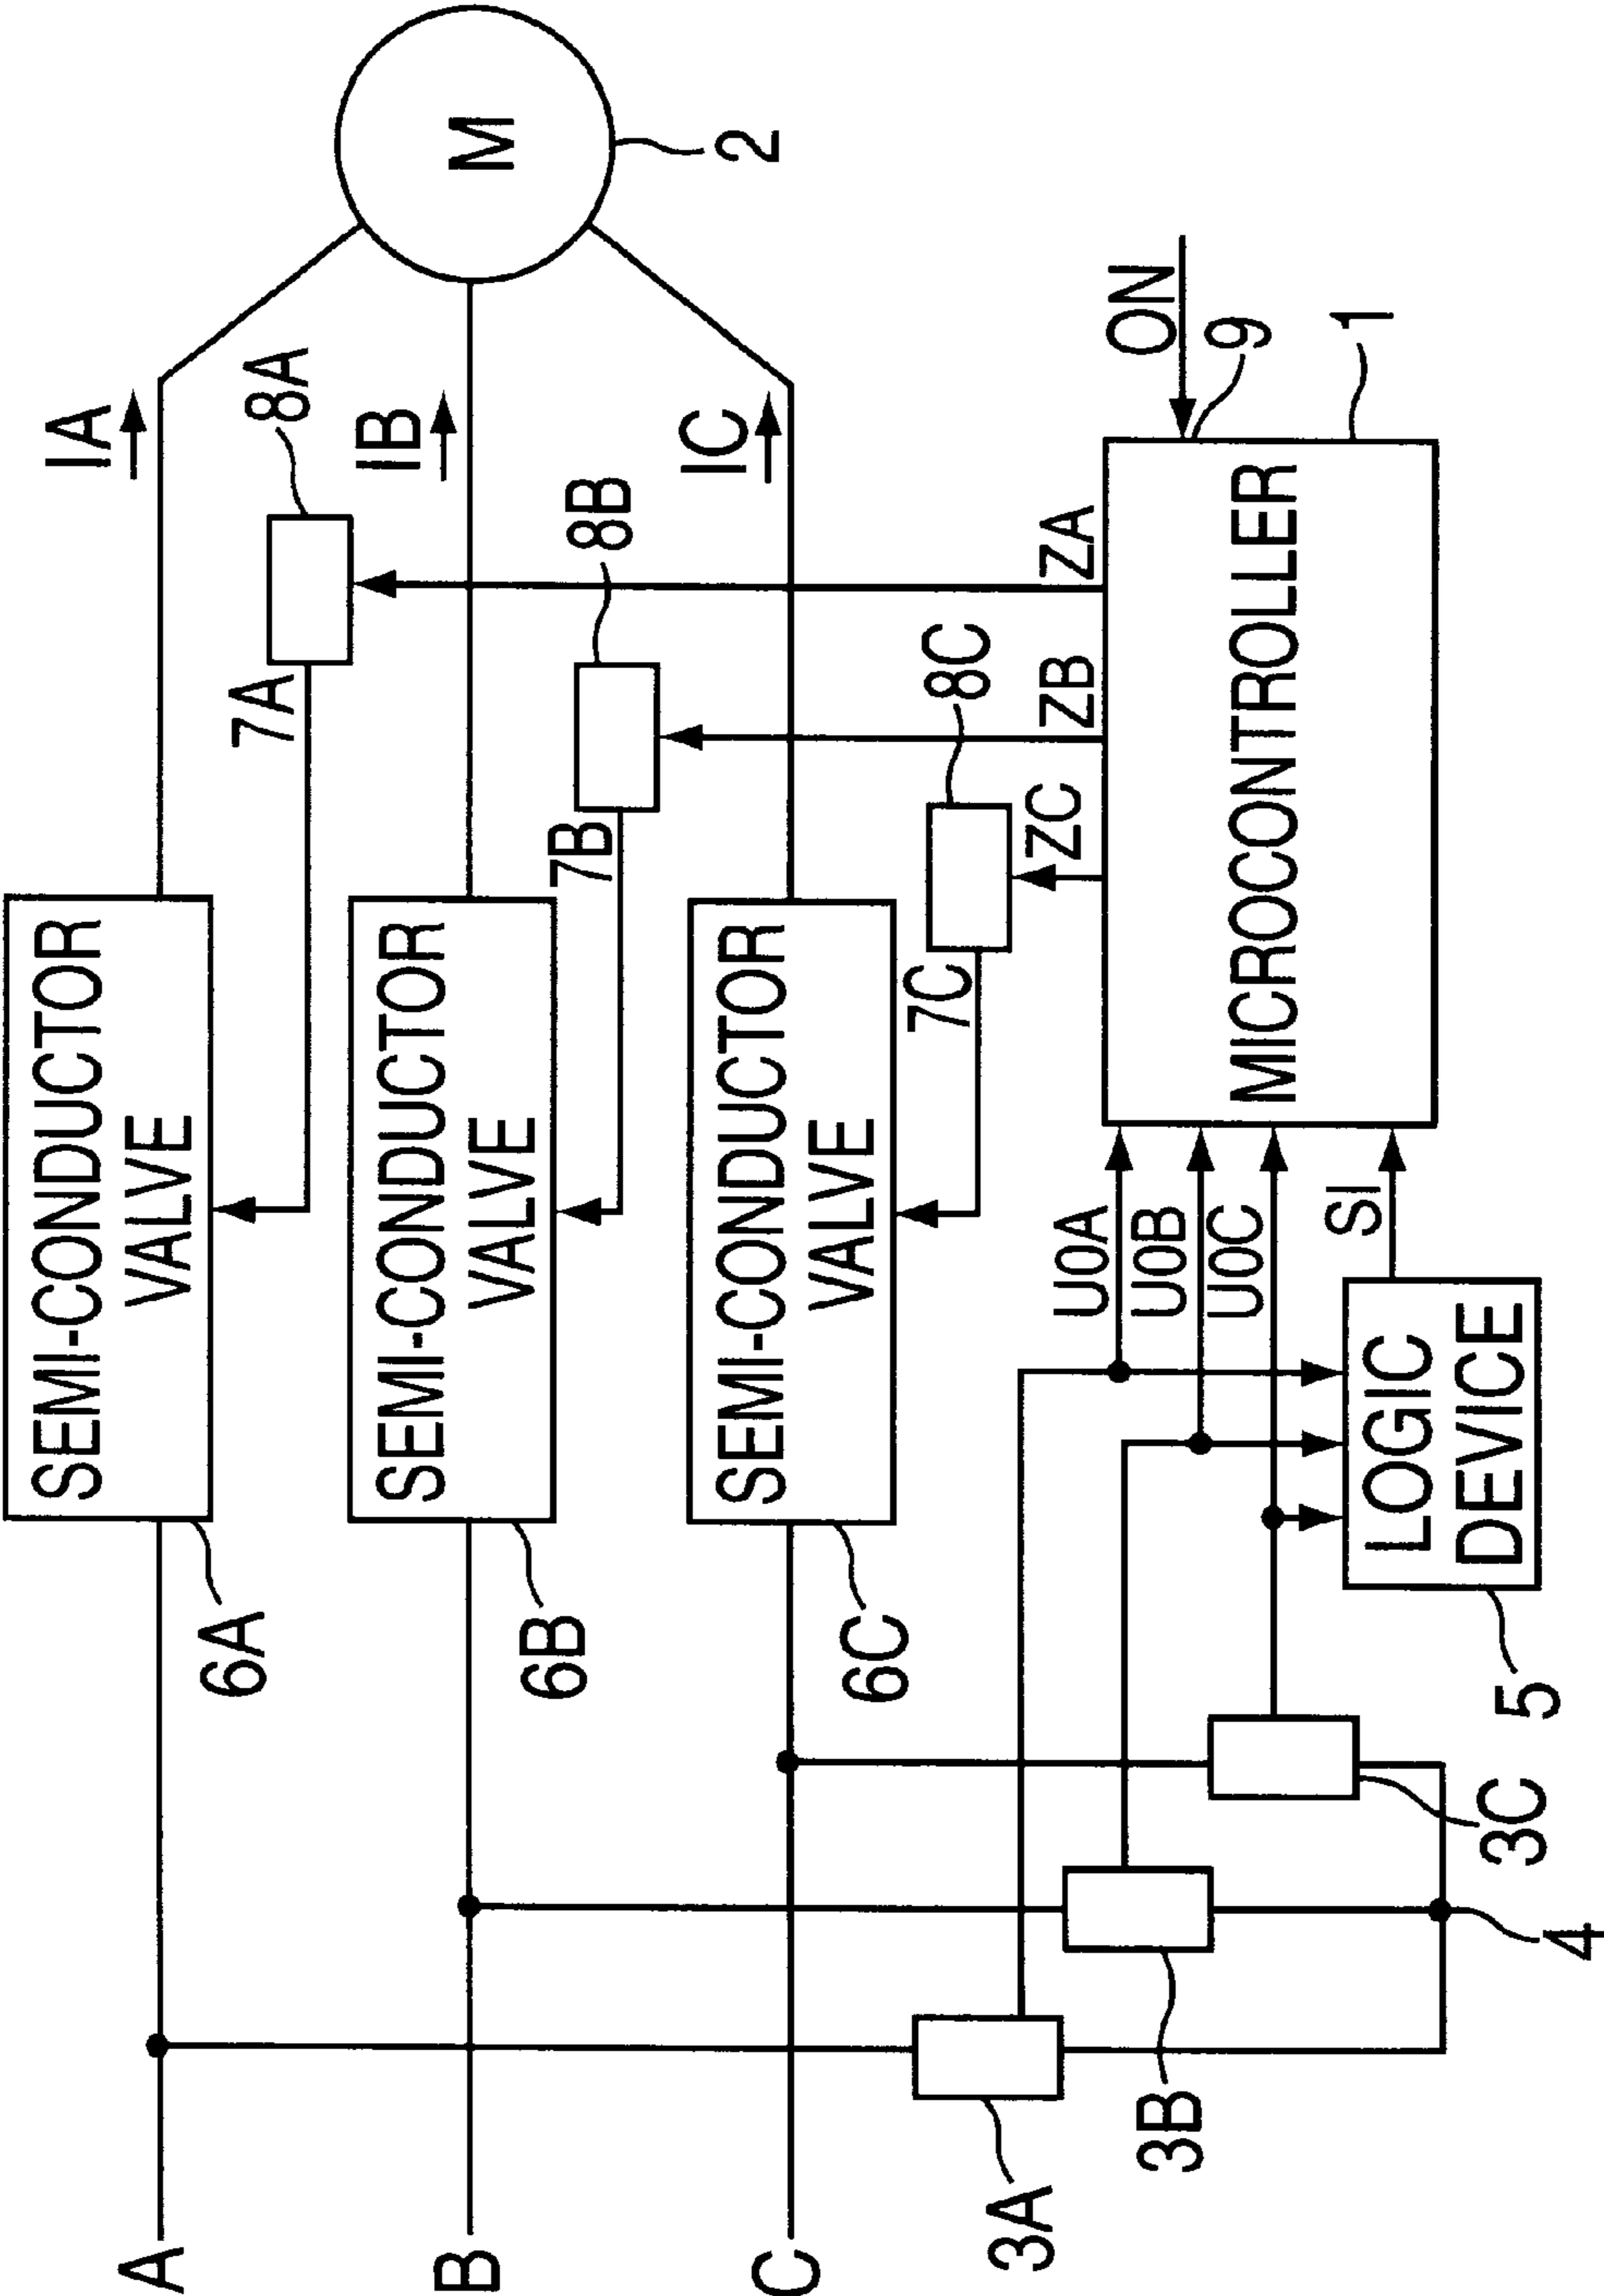 A
B
C
6A
6B
6C
SEMI-CONDUCTOR
VALVE
SEMI-CONDUCTOR
VALVE
SEMI-CONDUCTOR
VALVE
7A
7B
7C
8A
8B
8C
IA
IB
IC
M
2
3A
3B
3C
4
5
LOGIC
DEVICE
U0A
U0B
U0C
SI
ZC
ZB
ZA
MICROCONTROLLER
ON
9
1